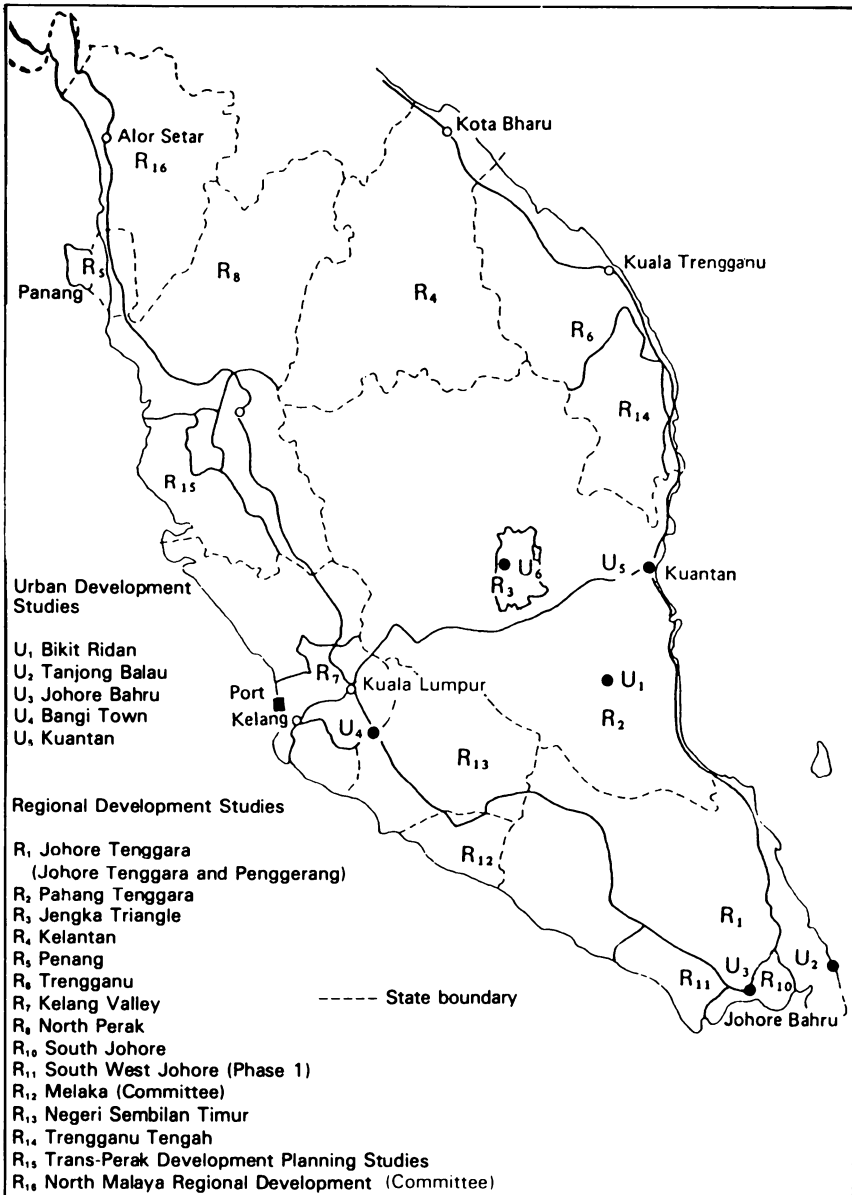 Alor Setar
R₁₆
Kota Bharu
R₅
Panang
R₈
R₄
Kuala Trengganu
R₆
R₁₄
R₁₅
U₆
R₃
U₅
Kuantan
Urban Development
Studies
U₁ Bikit Ridan
U₂ Tanjong Balau
U₃ Johore Bahru
U₄ Bangi Town
U₅ Kuantan
R₇
Kuala Lumpur
Port
Kelang
U₄
U₁
R₂
R₁₃
R₁₂
Regional Development Studies
R₁ Johore Tenggara
(Johore Tenggara and Penggerang)
R₂ Pahang Tenggara
R₃ Jengka Triangle
R₄ Kelantan
R₅ Penang
R₆ Trengganu
R₇ Kelang Valley
R₈ North Perak
R₁₀ South Johore
R₁₁ South West Johore (Phase 1)
R₁₂ Melaka (Committee)
R₁₃ Negeri Sembilan Timur
R₁₄ Trengganu Tengah
R₁₅ Trans-Perak Development Planning Studies
R₁₆ North Malaya Regional Development (Committee)
State boundary
R₁
U₂
U₃
R₁₁
R₁₀
Johore Bahru